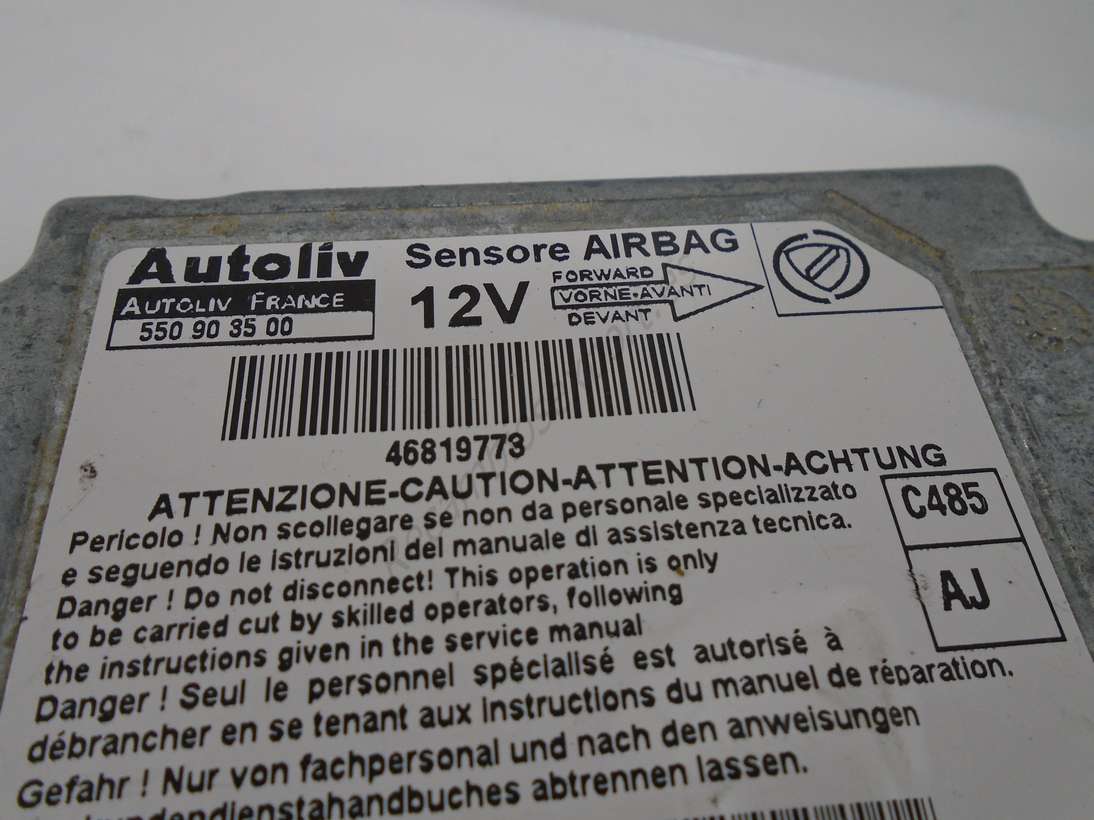 Autoliv
Sensore AIRBAG
AUTOLIV FRANCE
550 90 35 00
12V
FORWARD
VORNE-AVANTI
DEVANT
46819773
ATTENZIONE-CAUTION-ATTENTION-ACHTUNG
Pericolo ! Non scollegare se non da personale specializzato
e seguendo le istruzioni del manuale di assistenza tecnica.
Danger ! Do not disconnect! This operation is only
to be carried cut by skilled operators, following
the instructions given in the service manual
Danger ! Seul le personnel spécialisé est autorisé à
débrancher en se tenant aux instructions du manuel de réparation.
Gefahr ! Nur von fachpersonal und nach den anweisungen
abtrennen lassen.
C485
AJ